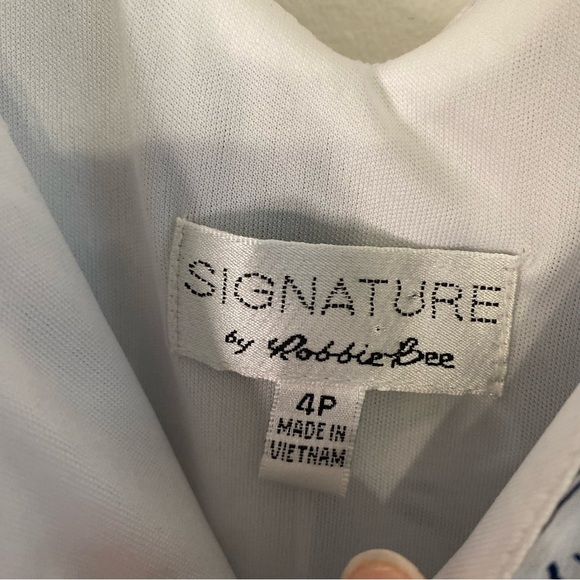 SIGNATURE
by Robbie Bee
4P
MADE IN
VIETNAM